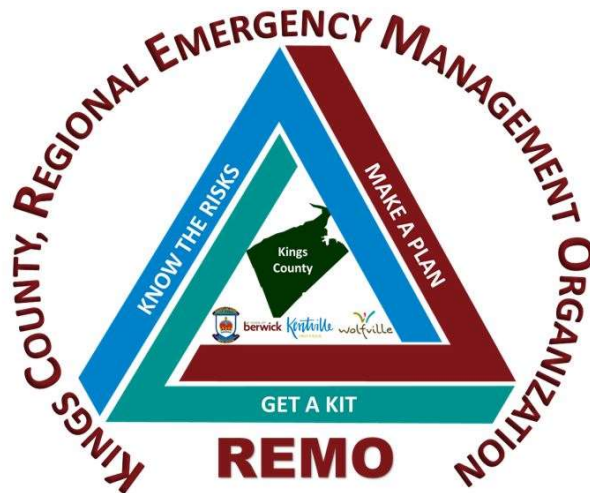 KINGS COUNTY, REGIONAL EMERGENCY MANAGEMENT ORGANIZATION
KNOW THE RISKS
MAKE A PLAN
Kings
County
berwick
Kentville
wolfville
GET A KIT
REMO